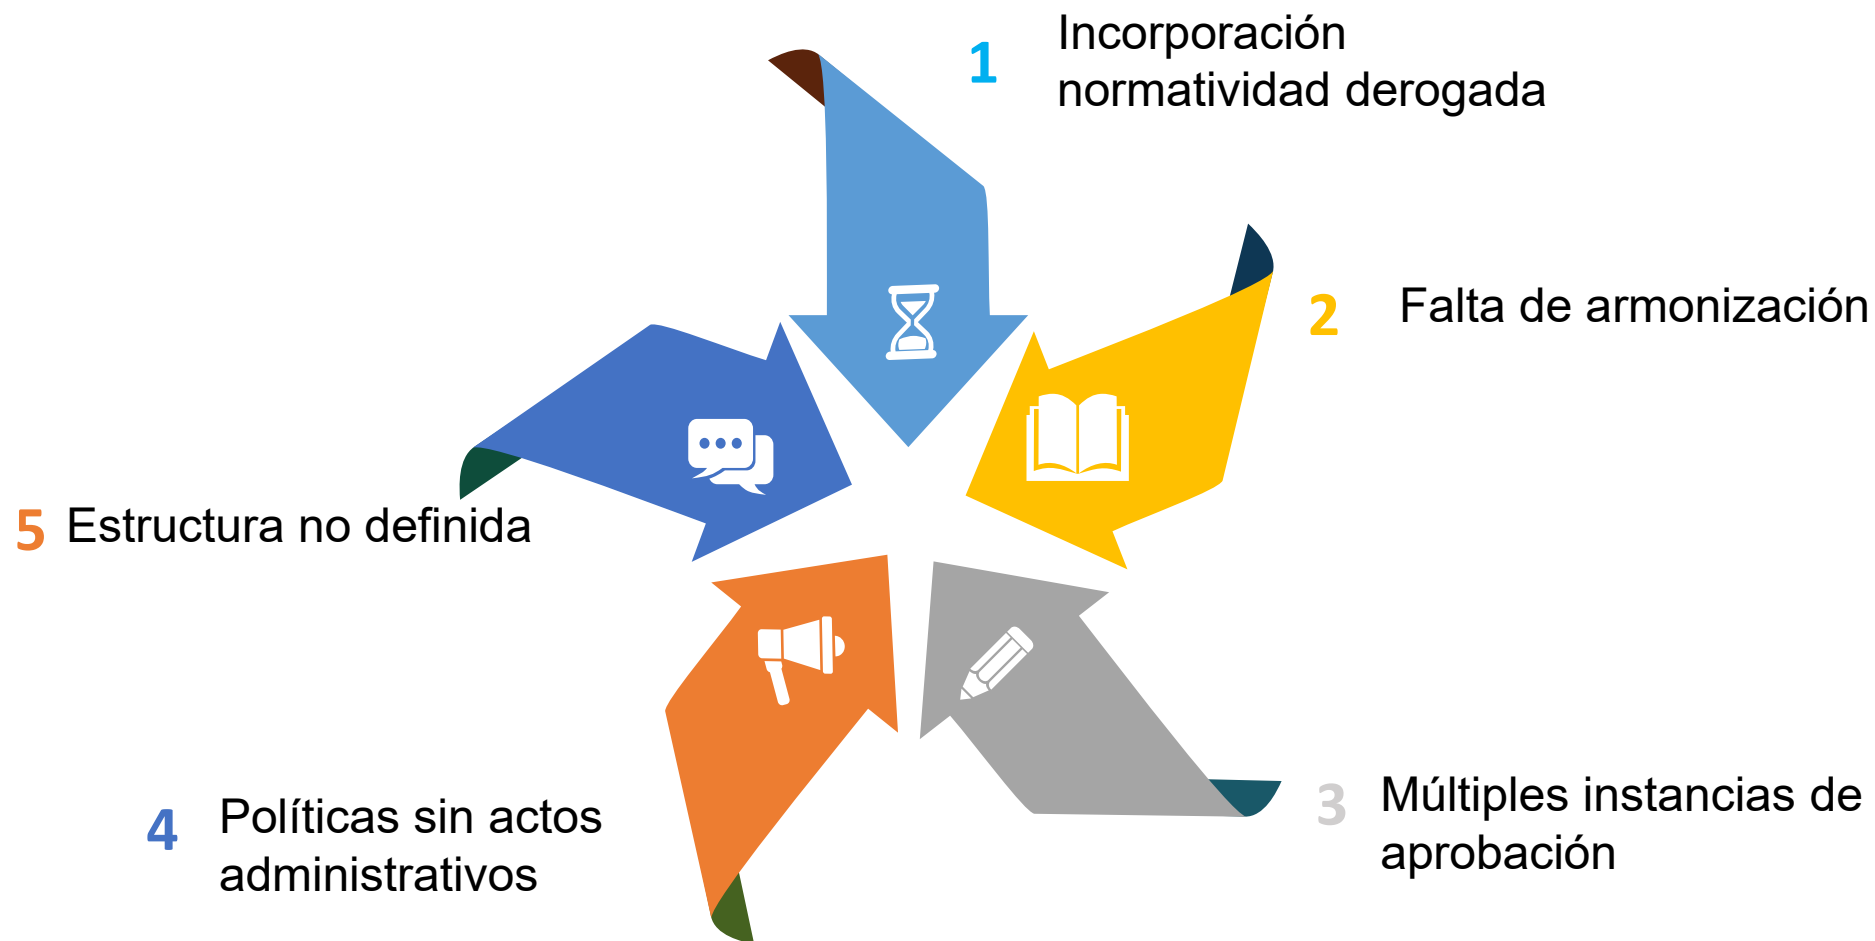 1
Incorporación
normatividad derogada
2
Falta de armonización
3
Múltiples instancias de
aprobación
4
Políticas sin actos
administrativos
5
Estructura no definida